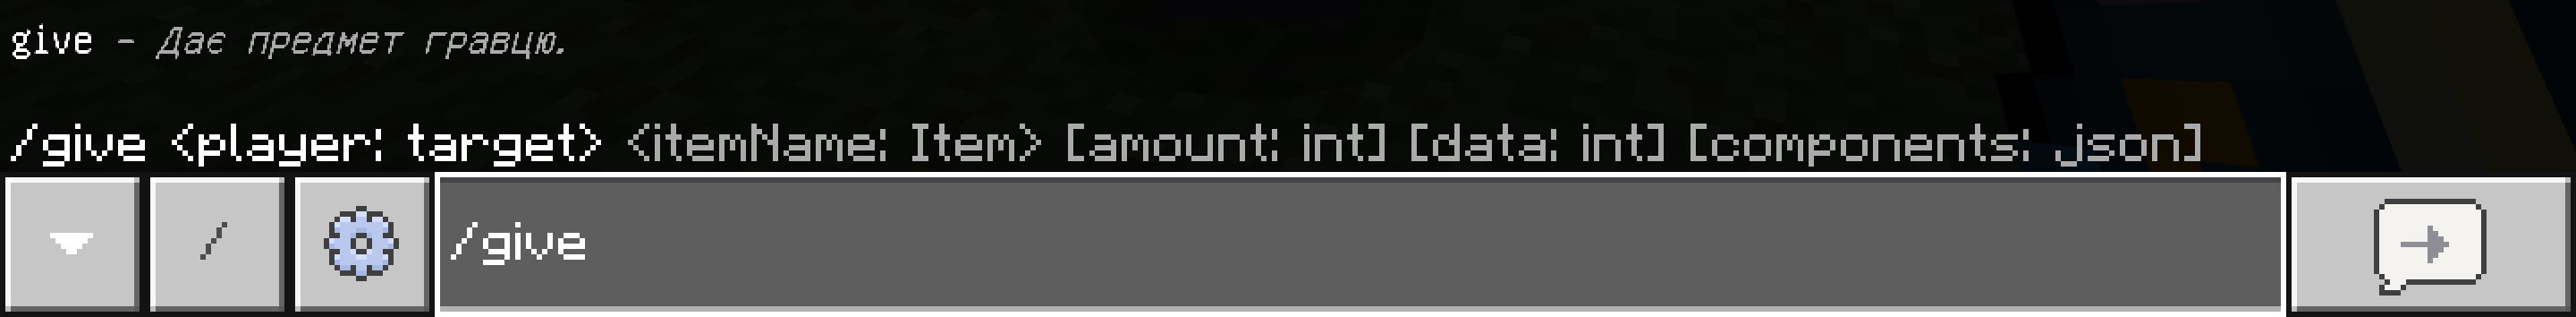 give - Дає предмет гравцю.
/give <player: target> <itemName: Item> [amount: int] [data: int] [components: json]
/
/give